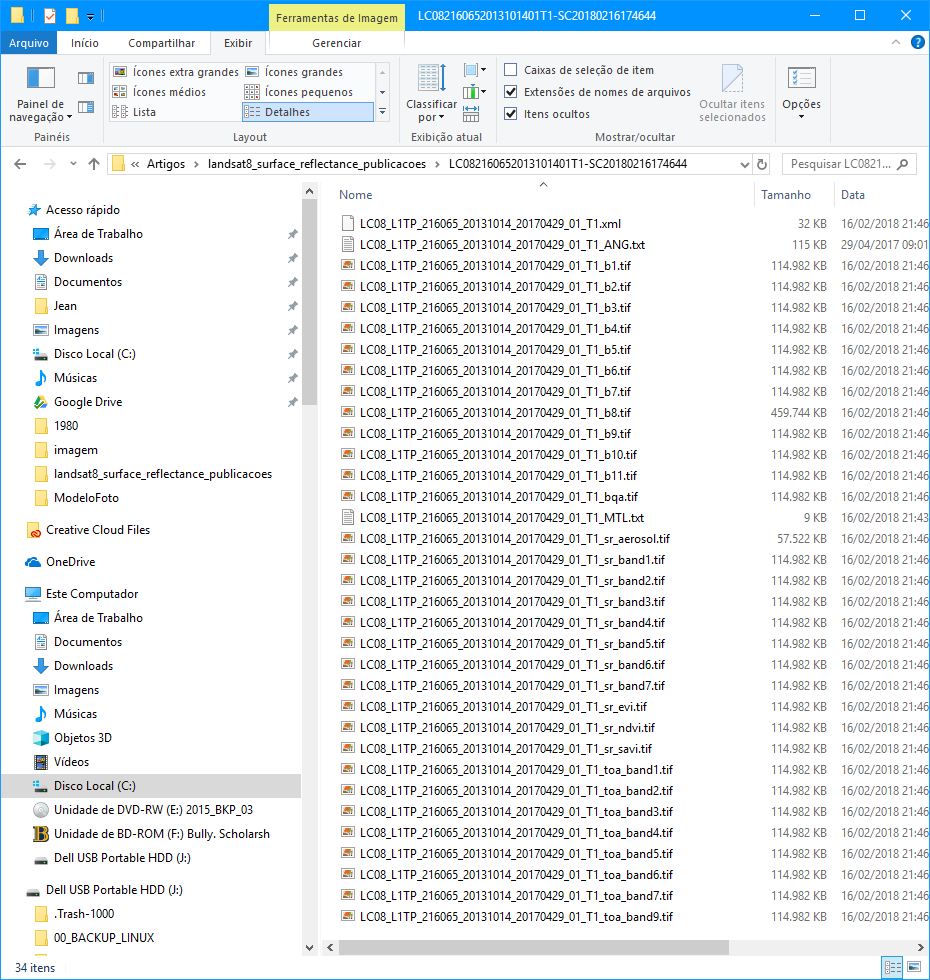 Ferramentas de Imagem
LC082160652013101401T1-SC20180216174644
Arquivo
Início
Compartilhar
Exibir
Gerenciar
Painel de navegação
Ícones extra grandes
Ícones grandes
Ícones médios
Ícones pequenos
Lista
Detalhes
Classificar por
Caixas de seleção de item
Extensões de nomes de arquivos
Itens ocultos
Ocultar itens selecionados
Opções
Painéis
Layout
Exibição atual
Mostrar/ocultar
« Artigos > landsat8_surface_reflectance_publicacoes > LC082160652013101401T1-SC20180216174644
Pesquisar LC0821...
Acesso rápido
Área de Trabalho
Downloads
Documentos
Jean
Imagens
Disco Local (C:)
Músicas
Google Drive
1980
imagem
landsat8_surface_reflectance_publicacoes
ModeloFoto
Creative Cloud Files
OneDrive
Este Computador
Área de Trabalho
Documentos
Downloads
Imagens
Músicas
Objetos 3D
Vídeos
Disco Local (C:)
Unidade de DVD-RW (E:) 2015_BKP_03
Unidade de BD-ROM (F:) Bully. Scholarsh
Dell USB Portable HDD (J:)
Dell USB Portable HDD (J:)
.Trash-1000
00_BACKUP_LINUX
Nome Tamanho Data
LC08_L1TP_216065_20131014_20170429_01_T1.xml 32 KB 16/02/2018 21:46
LC08_L1TP_216065_20131014_20170429_01_T1_ANG.txt 115 KB 29/04/2017 09:01
LC08_L1TP_216065_20131014_20170429_01_T1_b1.tif 114.982 KB 16/02/2018 21:46
LC08_L1TP_216065_20131014_20170429_01_T1_b2.tif 114.982 KB 16/02/2018 21:46
LC08_L1TP_216065_20131014_20170429_01_T1_b3.tif 114.982 KB 16/02/2018 21:46
LC08_L1TP_216065_20131014_20170429_01_T1_b4.tif 114.982 KB 16/02/2018 21:46
LC08_L1TP_216065_20131014_20170429_01_T1_b5.tif 114.982 KB 16/02/2018 21:46
LC08_L1TP_216065_20131014_20170429_01_T1_b6.tif 114.982 KB 16/02/2018 21:46
LC08_L1TP_216065_20131014_20170429_01_T1_b7.tif 114.982 KB 16/02/2018 21:46
LC08_L1TP_216065_20131014_20170429_01_T1_b8.tif 459.744 KB 16/02/2018 21:46
LC08_L1TP_216065_20131014_20170429_01_T1_b9.tif 114.982 KB 16/02/2018 21:46
LC08_L1TP_216065_20131014_20170429_01_T1_b10.tif 114.982 KB 16/02/2018 21:46
LC08_L1TP_216065_20131014_20170429_01_T1_b11.tif 114.982 KB 16/02/2018 21:46
LC08_L1TP_216065_20131014_20170429_01_T1_bqa.tif 114.982 KB 16/02/2018 21:46
LC08_L1TP_216065_20131014_20170429_01_T1_MTL.txt 9 KB 16/02/2018 21:43
LC08_L1TP_216065_20131014_20170429_01_T1_sr_aerosol.tif 57.522 KB 16/02/2018 21:46
LC08_L1TP_216065_20131014_20170429_01_T1_sr_band1.tif 114.982 KB 16/02/2018 21:46
LC08_L1TP_216065_20131014_20170429_01_T1_sr_band2.tif 114.982 KB 16/02/2018 21:46
LC08_L1TP_216065_20131014_20170429_01_T1_sr_band3.tif 114.982 KB 16/02/2018 21:46
LC08_L1TP_216065_20131014_20170429_01_T1_sr_band4.tif 114.982 KB 16/02/2018 21:46
LC08_L1TP_216065_20131014_20170429_01_T1_sr_band5.tif 114.982 KB 16/02/2018 21:46
LC08_L1TP_216065_20131014_20170429_01_T1_sr_band6.tif 114.982 KB 16/02/2018 21:46
LC08_L1TP_216065_20131014_20170429_01_T1_sr_band7.tif 114.982 KB 16/02/2018 21:46
LC08_L1TP_216065_20131014_20170429_01_T1_sr_evi.tif 114.982 KB 16/02/2018 21:46
LC08_L1TP_216065_20131014_20170429_01_T1_sr_ndvi.tif 114.982 KB 16/02/2018 21:46
LC08_L1TP_216065_20131014_20170429_01_T1_sr_savi.tif 114.982 KB 16/02/2018 21:46
LC08_L1TP_216065_20131014_20170429_01_T1_toa_band1.tif 114.982 KB 16/02/2018 21:46
LC08_L1TP_216065_20131014_20170429_01_T1_toa_band2.tif 114.982 KB 16/02/2018 21:46
LC08_L1TP_216065_20131014_20170429_01_T1_toa_band3.tif 114.982 KB 16/02/2018 21:46
LC08_L1TP_216065_20131014_20170429_01_T1_toa_band4.tif 114.982 KB 16/02/2018 21:46
LC08_L1TP_216065_20131014_20170429_01_T1_toa_band5.tif 114.982 KB 16/02/2018 21:46
LC08_L1TP_216065_20131014_20170429_01_T1_toa_band6.tif 114.982 KB 16/02/2018 21:46
LC08_L1TP_216065_20131014_20170429_01_T1_toa_band7.tif 114.982 KB 16/02/2018 21:46
LC08_L1TP_216065_20131014_20170429_01_T1_toa_band9.tif 114.982 KB 16/02/2018 21:46
34 itens